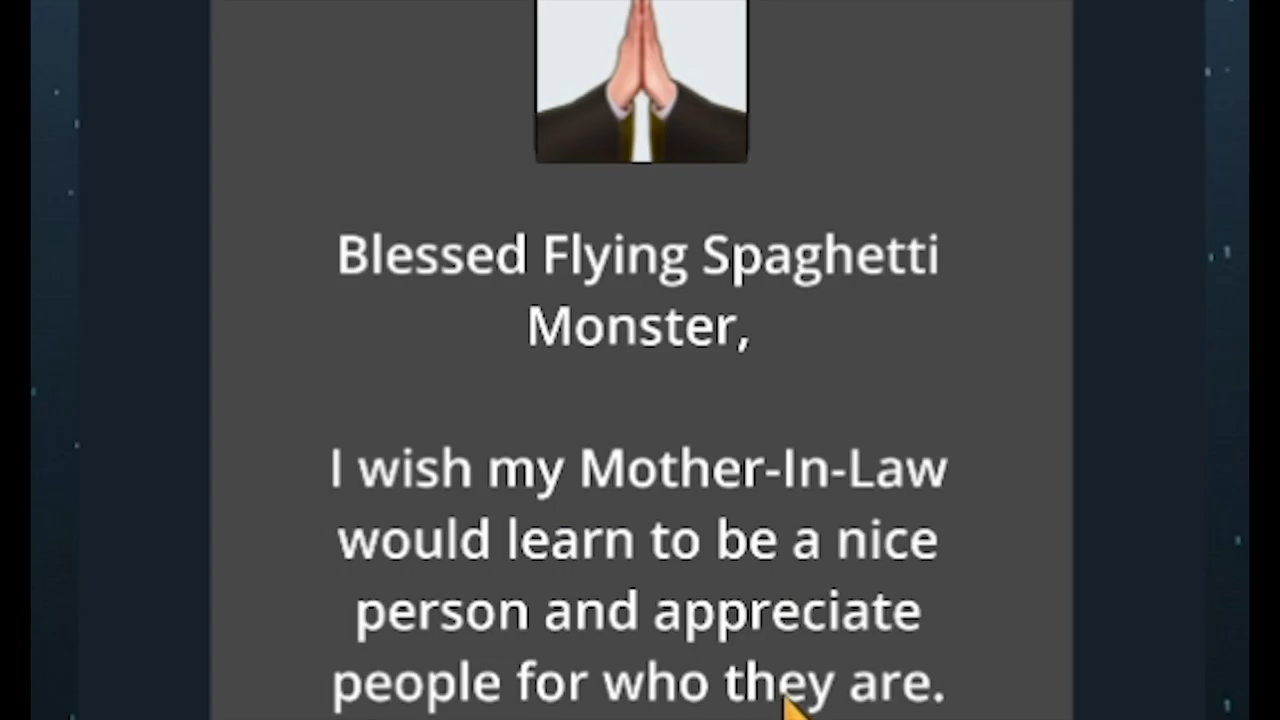 Blessed Flying Spaghetti
Monster,
I wish my Mother-In-Law
would learn to be a nice
person and appreciate
people for who they are.